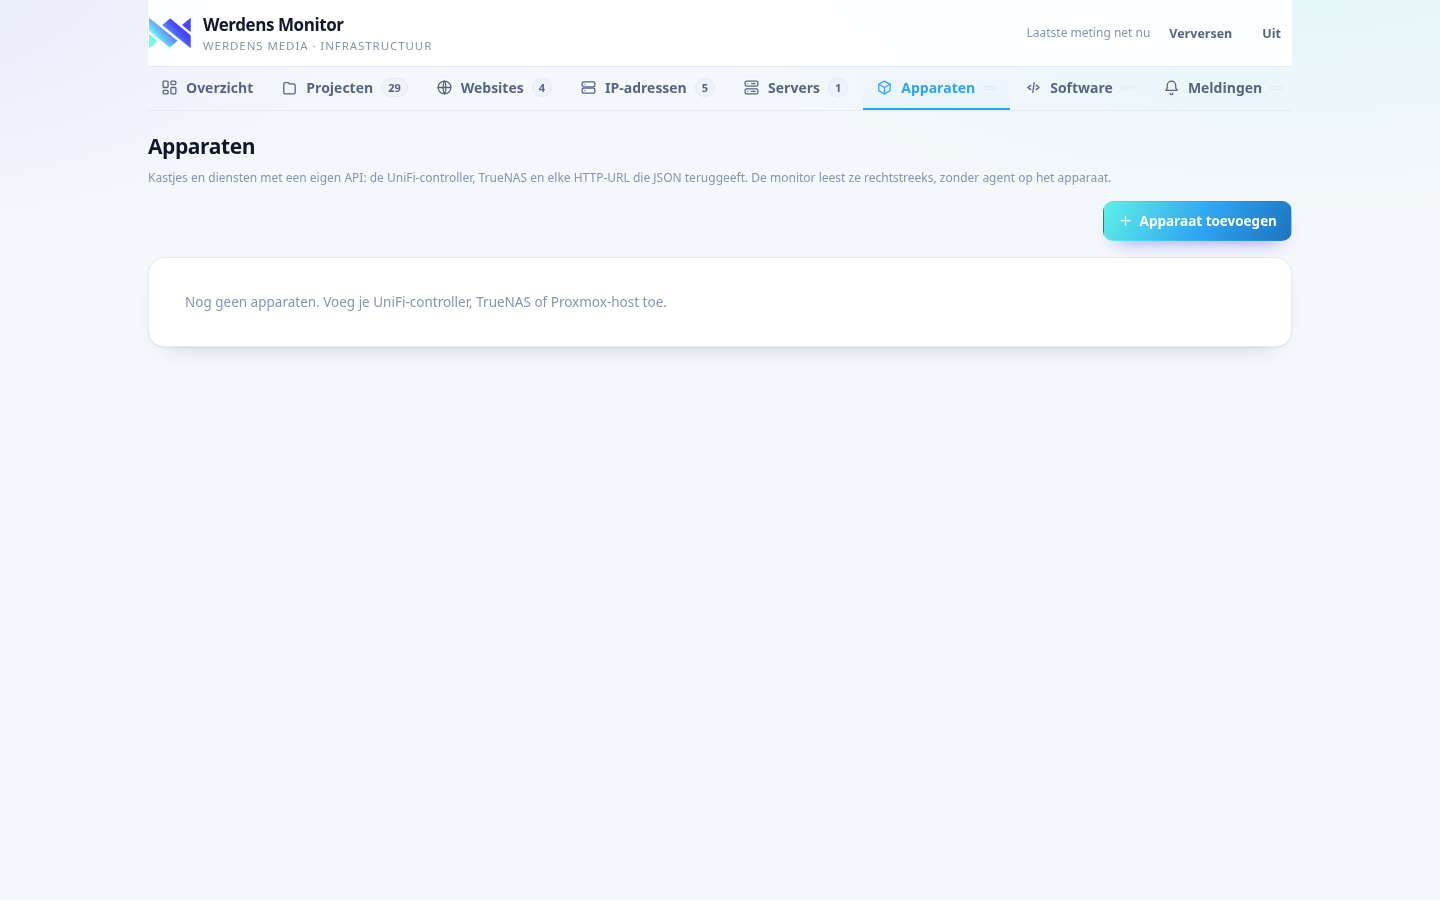 Werdens Monitor
WERDENS MEDIA · INFRASTRUCTUUR
Laatste meting net nu
Verversen
Uit
Overzicht
Projecten 29
Websites 4
IP-adressen 5
Servers 1
Apparaten
Software
Meldingen
Apparaten
Kastjes en diensten met een eigen API: de UniFi-controller, TrueNAS en elke HTTP-URL die JSON teruggeeft. De monitor leest ze rechtstreeks, zonder agent op het apparaat.
Apparaat toevoegen
Nog geen apparaten. Voeg je UniFi-controller, TrueNAS of Proxmox-host toe.